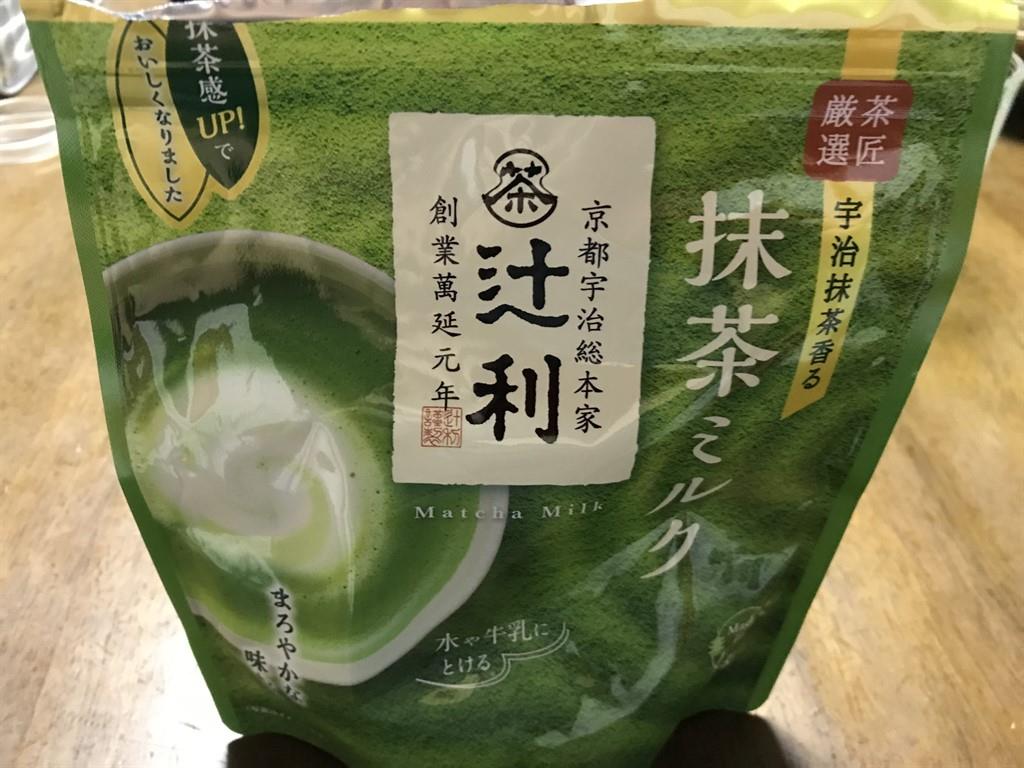 抹茶感
UP!で
おいしくなりました
茶匠
厳選
宇治抹茶香る
抹茶ミルク
茶
京都宇治総本家
辻利
創業萬延元年
Matcha Milk
水や牛乳に
とける
まろやかな
味